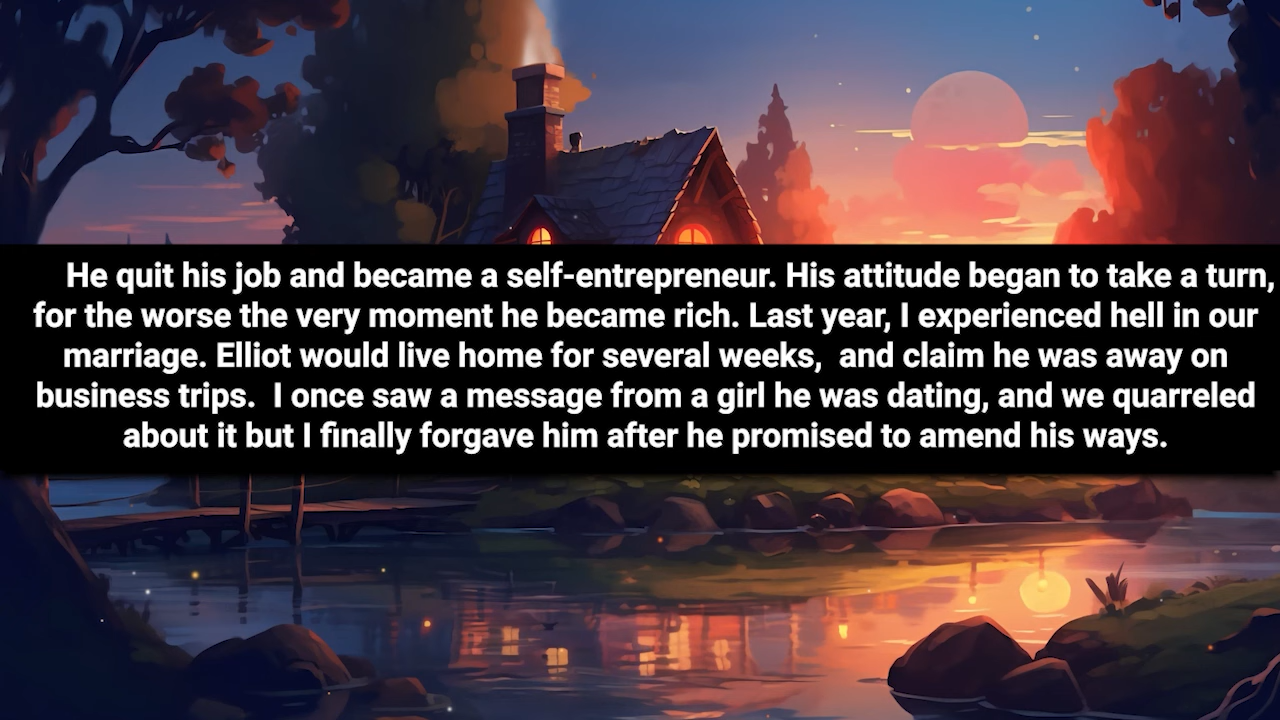 He quit his job and became a self-entrepreneur. His attitude began to take a turn,
for the worse the very moment he became rich. Last year, I experienced hell in our
marriage. Elliot would live home for several weeks,  and claim he was away on
business trips.  I once saw a message from a girl he was dating, and we quarreled
about it but I finally forgave him after he promised to amend his ways.